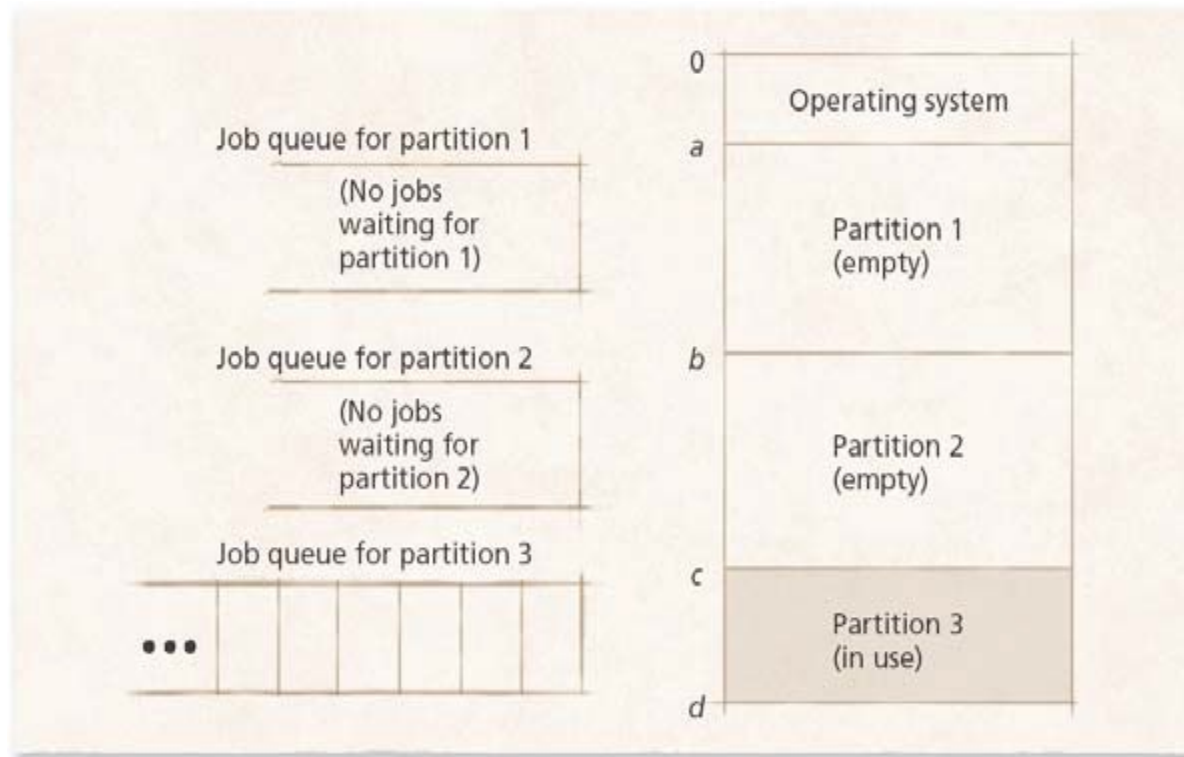 Job queue for partition 1
(No jobs
waiting for
partition 1)
Job queue for partition 2
(No jobs
waiting for
partition 2)
Job queue for partition 3
...
0
Operating system
a
Partition 1
(empty)
b
Partition 2
(empty)
c
Partition 3
(in use)
d